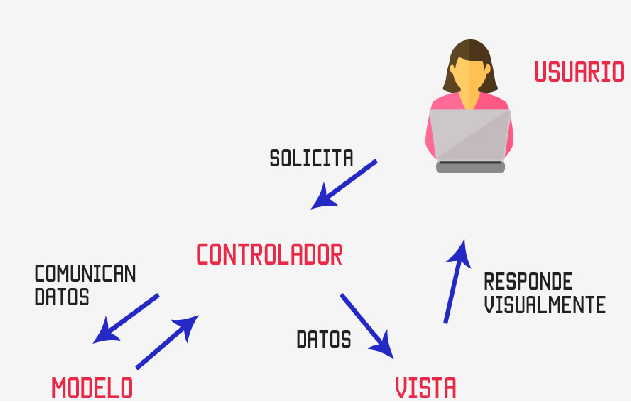 USUARIO
SOLICITA
CONTROLADOR
COMUNICAN
DATOS
RESPONDE
VISUALMENTE
DATOS
MODELO
VISTA